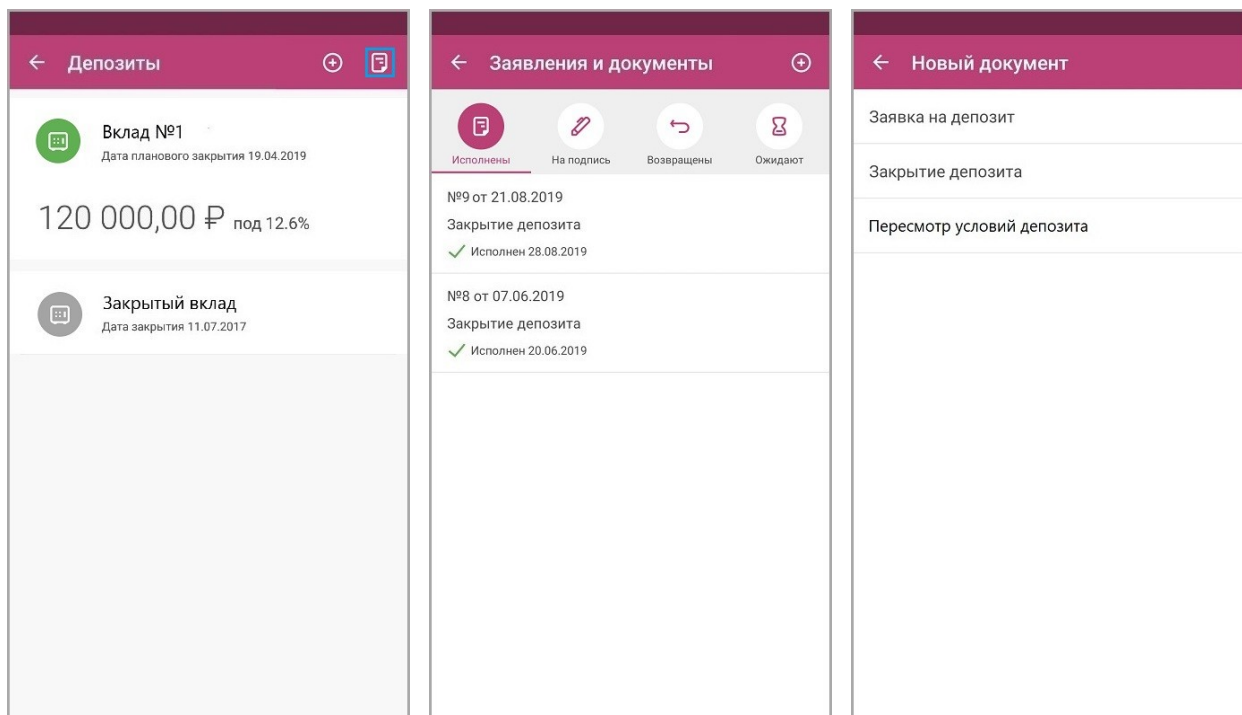 Депозиты
Вклад №1
Дата планового закрытия 19.04.2019
120 000,00 ₽ под 12.6%
Закрытый вклад
Дата закрытия 11.07.2017
Заявления и документы
Исполнены
На подпись
Возвращены
Ожидают
№9 от 21.08.2019
Закрытие депозита
Исполнен 28.08.2019
№8 от 07.06.2019
Закрытие депозита
Исполнен 20.06.2019
Новый документ
Заявка на депозит
Закрытие депозита
Пересмотр условий депозита